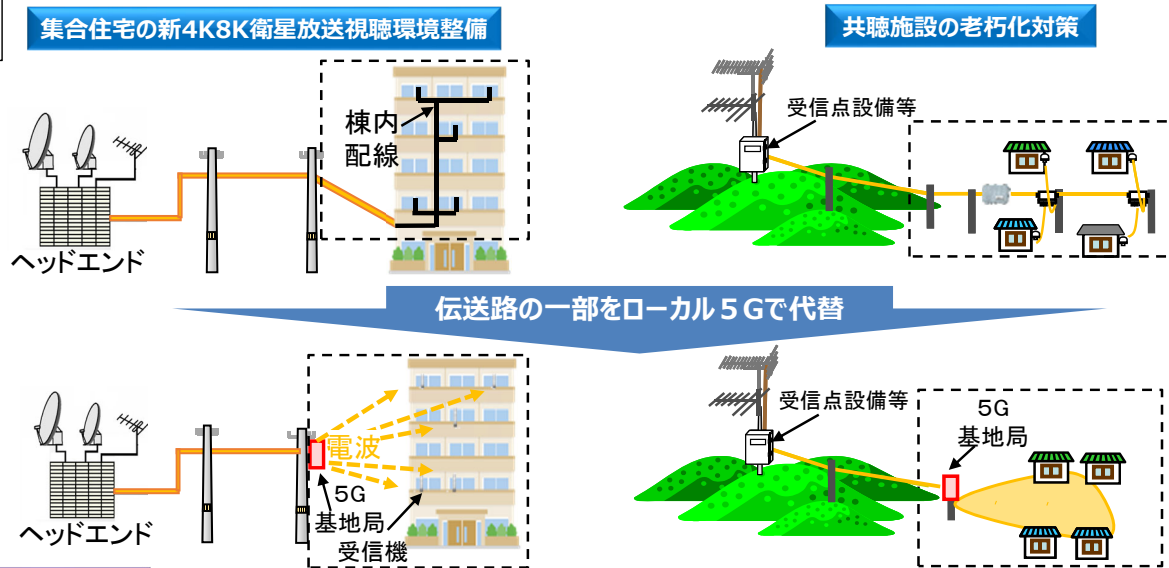 集合住宅の新4K8K衛星放送視聴環境整備
共聴施設の老朽化対策
棟内
配線
ヘッドエンド
受信点設備等
伝送路の一部をローカル５Gで代替
電波
5G
基地局
受信機
ヘッドエンド
受信点設備等
5G
基地局